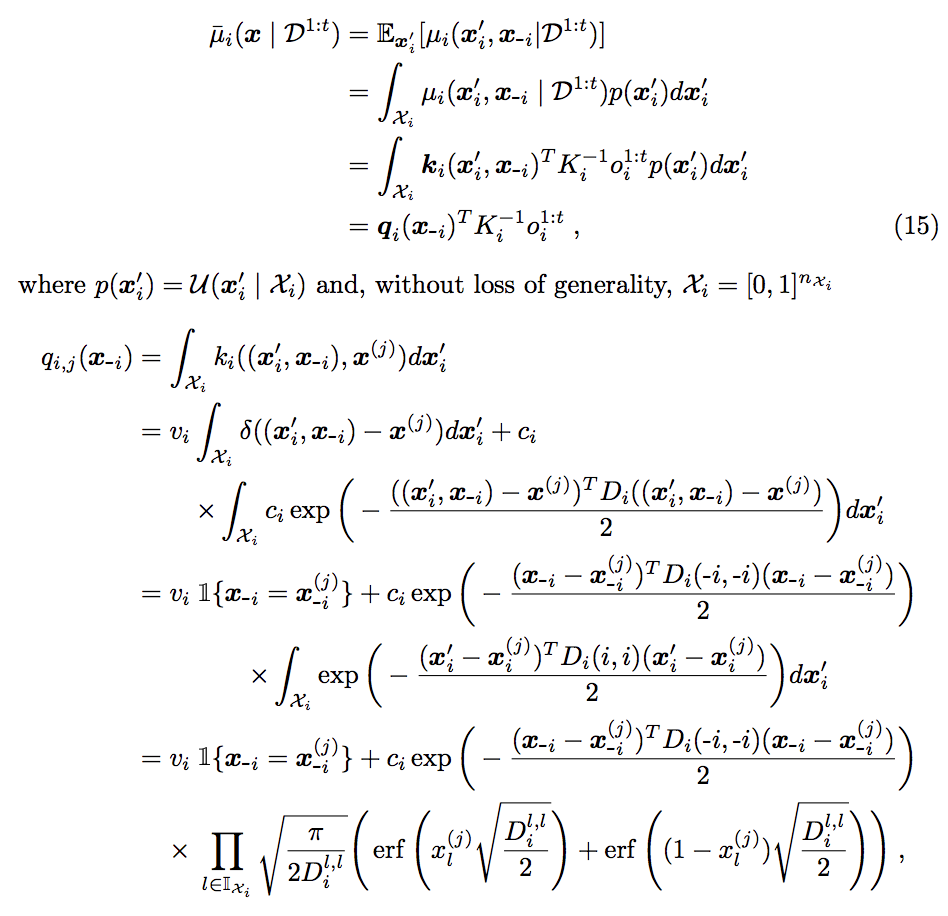 $\bar{\mu}_i(\boldsymbol{x} \mid \mathcal{D}^{1:t}) = \mathbb{E}_{\boldsymbol{x}'_i}[\mu_i(\boldsymbol{x}'_i, \boldsymbol{x}_{\text{-}i} | \mathcal{D}^{1:t})]$
$= \int_{\mathcal{X}_i} \mu_i(\boldsymbol{x}'_i, \boldsymbol{x}_{\text{-}i} \mid \mathcal{D}^{1:t}) p(\boldsymbol{x}'_i) d\boldsymbol{x}'_i$
$= \int_{\mathcal{X}_i} \boldsymbol{k}_i(\boldsymbol{x}'_i, \boldsymbol{x}_{\text{-}i})^T K_i^{-1} o_i^{1:t} p(\boldsymbol{x}'_i) d\boldsymbol{x}'_i$
$= \boldsymbol{q}_i(\boldsymbol{x}_{\text{-}i})^T K_i^{-1} o_i^{1:t} \ ,$ (15)
where $p(\boldsymbol{x}'_i) = \mathcal{U}(\boldsymbol{x}'_i \mid \mathcal{X}_i)$ and, without loss of generality, $\mathcal{X}_i = [0, 1]^{n_{\mathcal{X}_i}}$
$q_{i,j}(\boldsymbol{x}_{\text{-}i}) = \int_{\mathcal{X}_i} k_i((\boldsymbol{x}'_i, \boldsymbol{x}_{\text{-}i}), \boldsymbol{x}^{(j)}) d\boldsymbol{x}'_i$
$= v_i \int_{\mathcal{X}_i} \delta((\boldsymbol{x}'_i, \boldsymbol{x}_{\text{-}i}) - \boldsymbol{x}^{(j)}) d\boldsymbol{x}'_i + c_i$
$\times \int_{\mathcal{X}_i} c_i \exp\left( - \frac{((\boldsymbol{x}'_i, \boldsymbol{x}_{\text{-}i}) - \boldsymbol{x}^{(j)})^T D_i ((\boldsymbol{x}'_i, \boldsymbol{x}_{\text{-}i}) - \boldsymbol{x}^{(j)})}{2} \right) d\boldsymbol{x}'_i$
$= v_i \ \mathbb{1}\{\boldsymbol{x}_{\text{-}i} = \boldsymbol{x}_{\text{-}i}^{(j)}\} + c_i \exp\left( - \frac{(\boldsymbol{x}_{\text{-}i} - \boldsymbol{x}_{\text{-}i}^{(j)})^T D_i(\text{-}i, \text{-}i) (\boldsymbol{x}_{\text{-}i} - \boldsymbol{x}_{\text{-}i}^{(j)})}{2} \right)$
$\times \int_{\mathcal{X}_i} \exp\left( - \frac{(\boldsymbol{x}'_i - \boldsymbol{x}_i^{(j)})^T D_i(i, i) (\boldsymbol{x}'_i - \boldsymbol{x}_i^{(j)})}{2} \right) d\boldsymbol{x}'_i$
$= v_i \ \mathbb{1}\{\boldsymbol{x}_{\text{-}i} = \boldsymbol{x}_{\text{-}i}^{(j)}\} + c_i \exp\left( - \frac{(\boldsymbol{x}_{\text{-}i} - \boldsymbol{x}_{\text{-}i}^{(j)})^T D_i(\text{-}i, \text{-}i) (\boldsymbol{x}_{\text{-}i} - \boldsymbol{x}_{\text{-}i}^{(j)})}{2} \right)$
$\times \prod_{l \in \mathbb{I}_{\mathcal{X}_i}} \sqrt{\frac{\pi}{2 D_i^{l,l}}} \left( \operatorname{erf}\left( x_l^{(j)} \sqrt{\frac{D_i^{l,l}}{2}} \right) + \operatorname{erf}\left( (1 - x_l^{(j)}) \sqrt{\frac{D_i^{l,l}}{2}} \right) \right) \ ,$